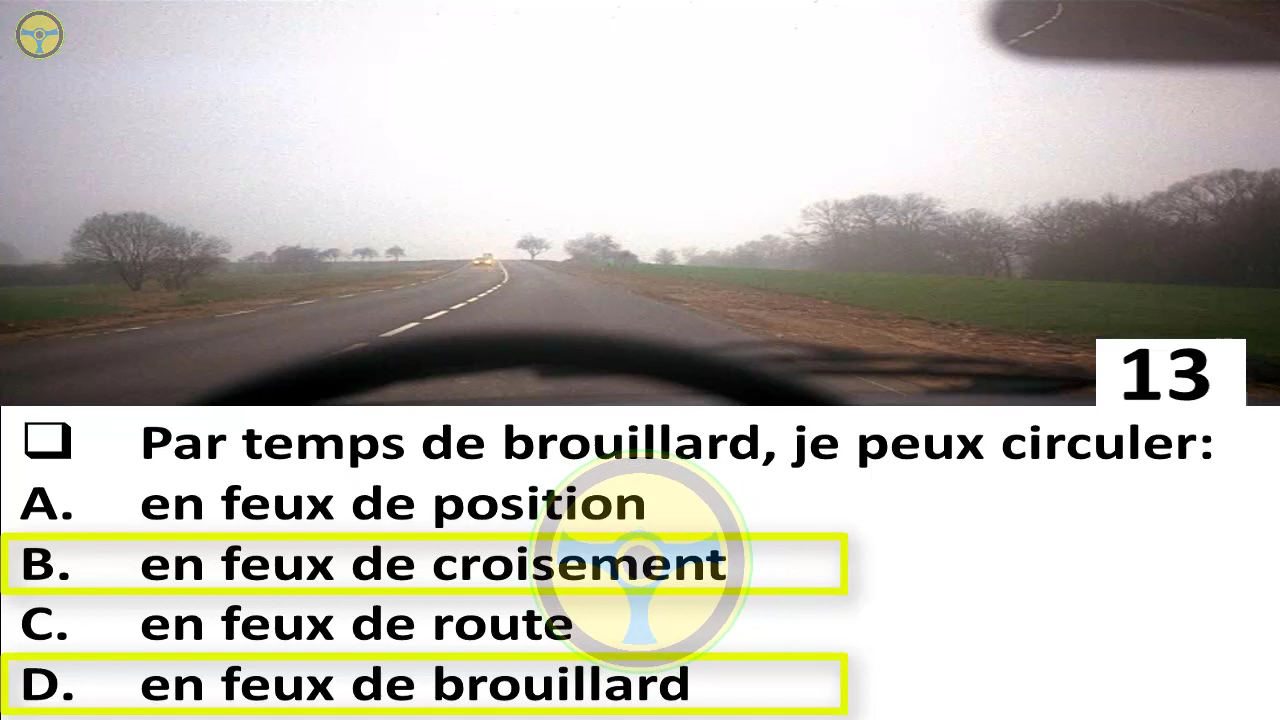 13
❑ Par temps de brouillard, je peux circuler:
A. en feux de position
B. en feux de croisement
C. en feux de route
D. en feux de brouillard